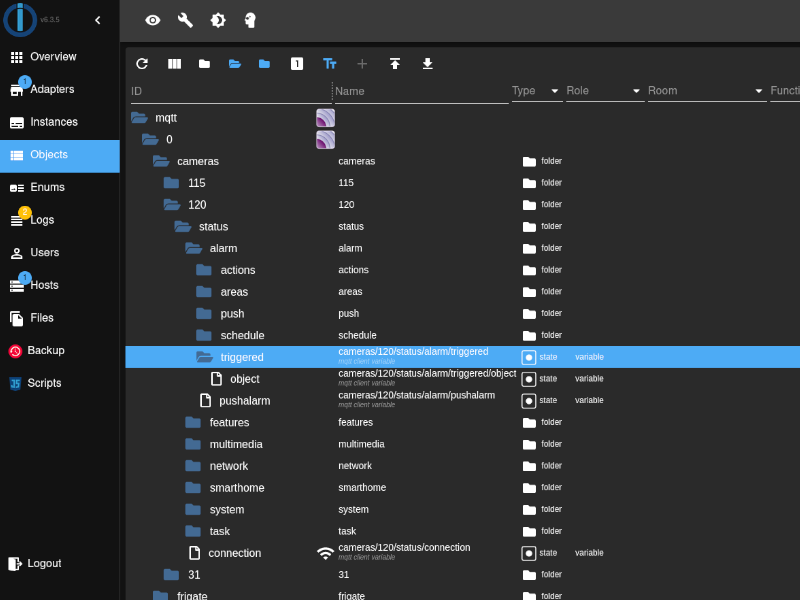 v6.3.5
Overview
1
Adapters
Instances
Objects
Enums
2
Logs
Users
1
Hosts
Files
Backup
JS Scripts
Logout
1 Tr
ID Name Type Role Room Functi
mqtt
0
cameras cameras folder
115 115 folder
120 120 folder
status status folder
alarm alarm folder
actions actions folder
areas areas folder
push push folder
schedule schedule folder
triggered cameras/120/status/alarm/triggered state variable
mqtt client variable
object cameras/120/status/alarm/triggered/object state variable
mqtt client variable
pushalarm cameras/120/status/alarm/pushalarm state variable
mqtt client variable
features features folder
multimedia multimedia folder
network network folder
smarthome smarthome folder
system system folder
task task folder
connection cameras/120/status/connection state variable
mqtt client variable
31 31 folder
frigate frigate folder